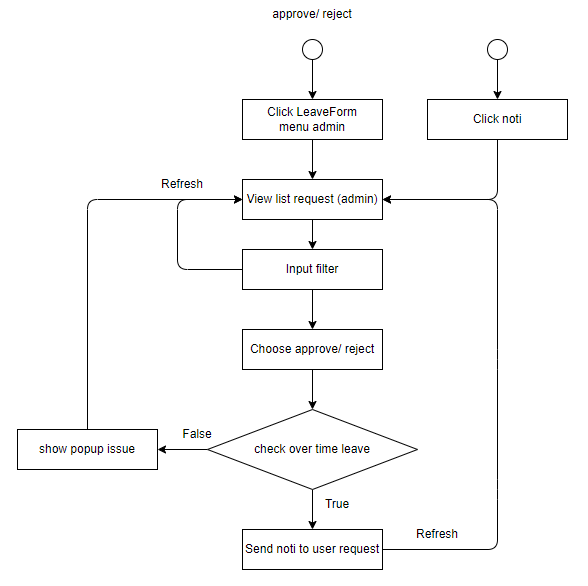 approve/ reject
Click LeaveForm
menu admin
Click noti
Refresh
View list request (admin)
Input filter
Choose approve/ reject
False
check over time leave
show popup issue
True
Refresh
Send noti to user request